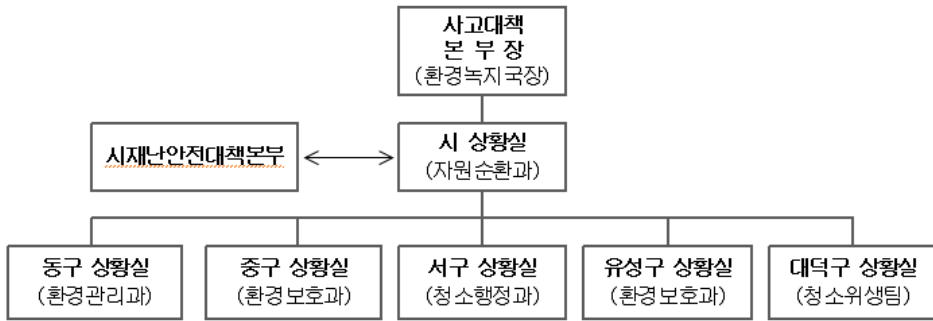 사고대책
본 부 장
(환경녹지국장)
시재난안전대책본부
시 상황실
(자원순환과)
동구 상황실
(환경관리과)
중구 상황실
(환경보호과)
서구 상황실
(청소행정과)
유성구 상황실
(환경보호과)
대덕구 상황실
(청소위생팀)